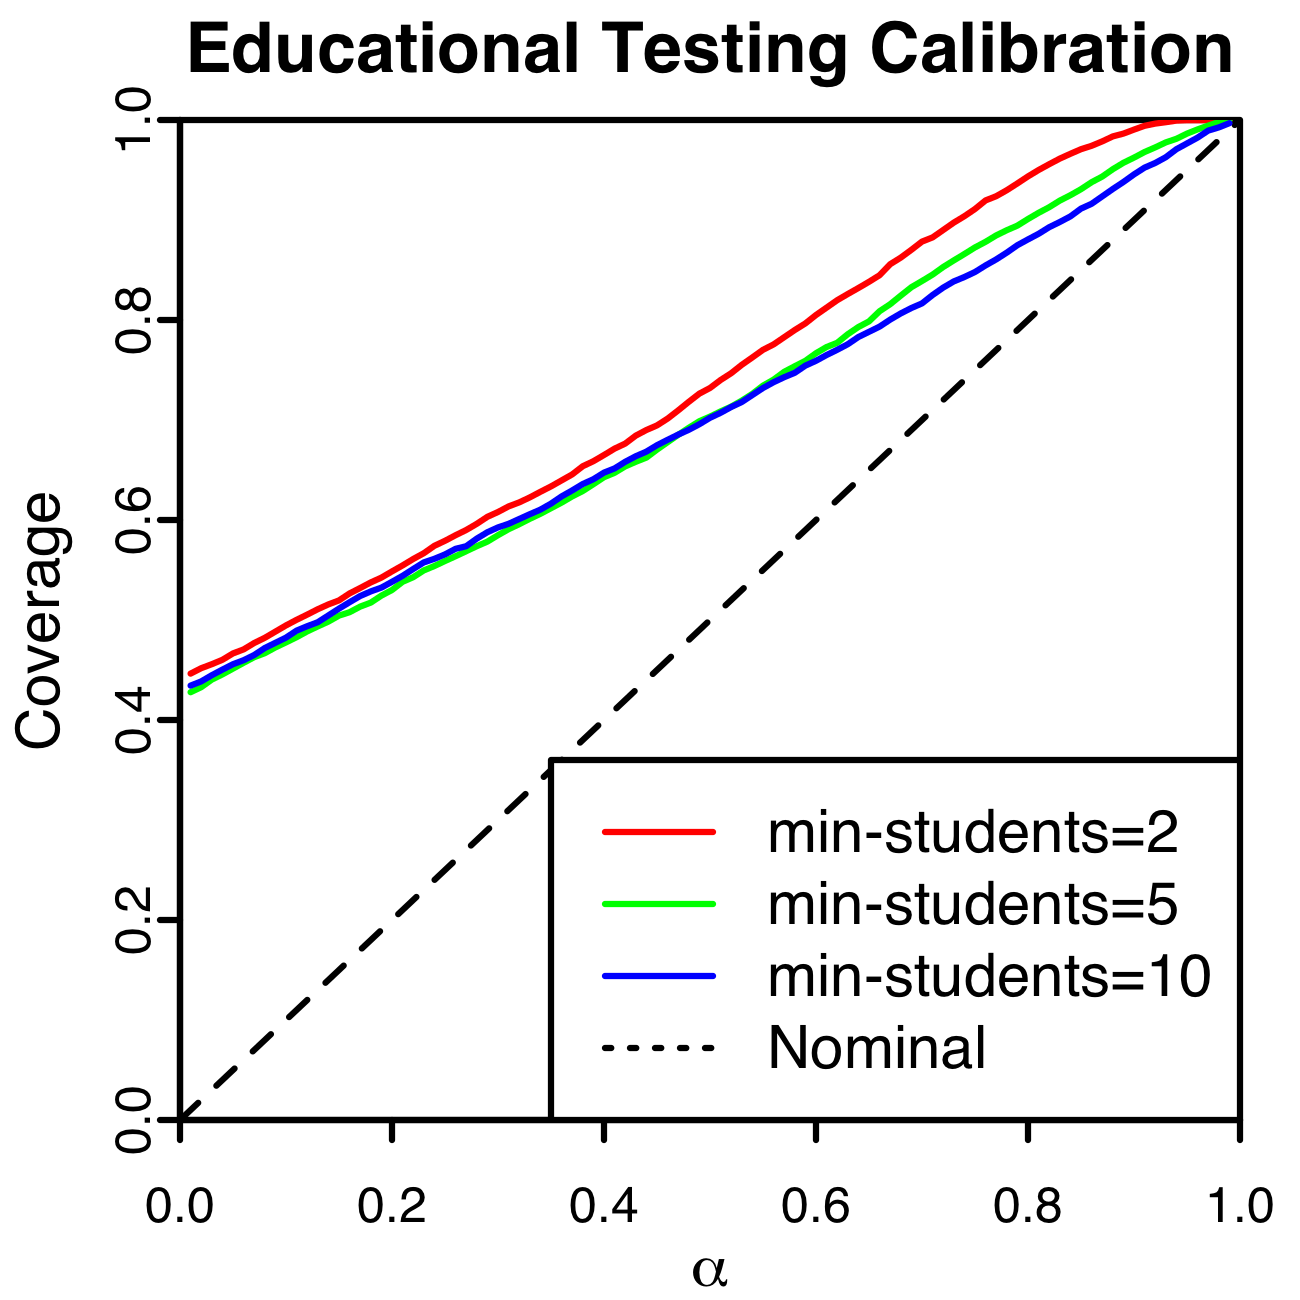 Educational Testing Calibration
1.0
0.8
0.6
0.4
0.2
0.0
Coverage
min-students=2
min-students=5
min-students=10
Nominal
0.0 0.2 0.4 0.6 0.8 1.0
α